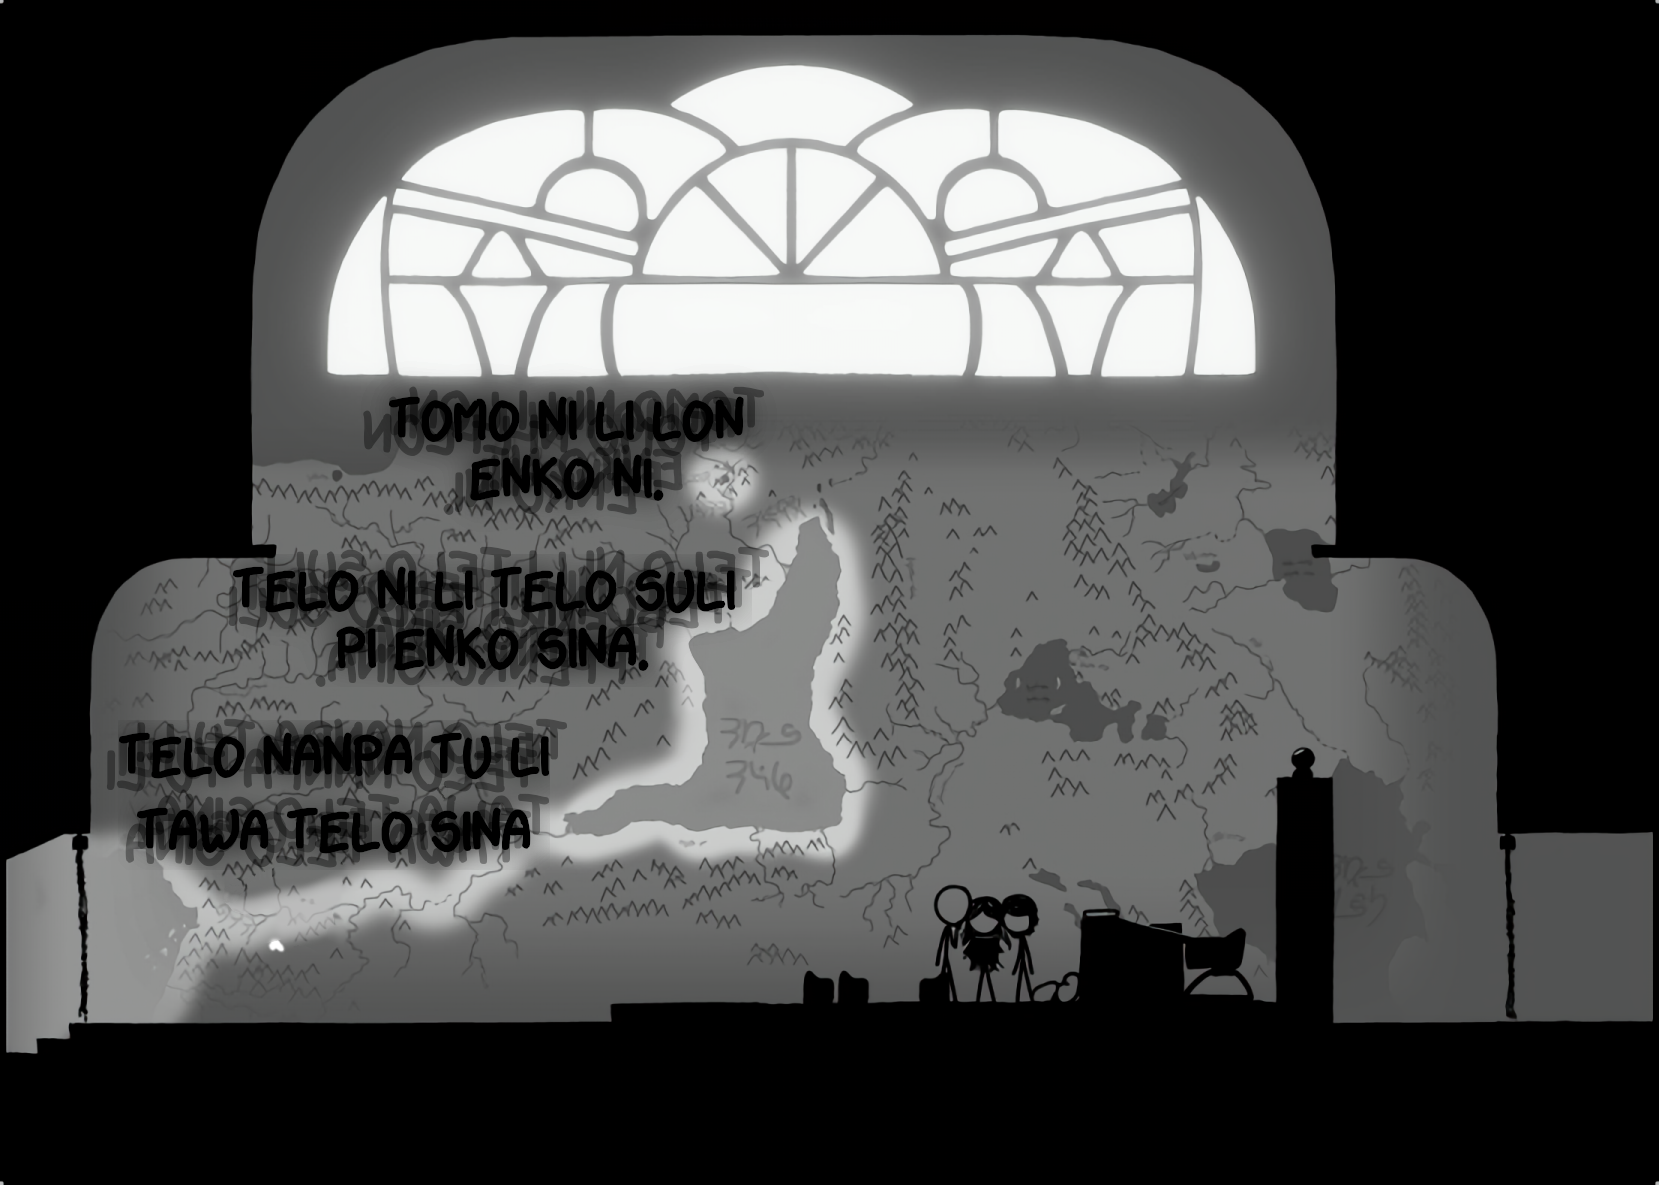 TOMO NI LI LON
ENKO NI.
TELO NI LI TELO SULI
PI ENKO SINA.
TELO NANPA TU LI
TAWA TELO SINA